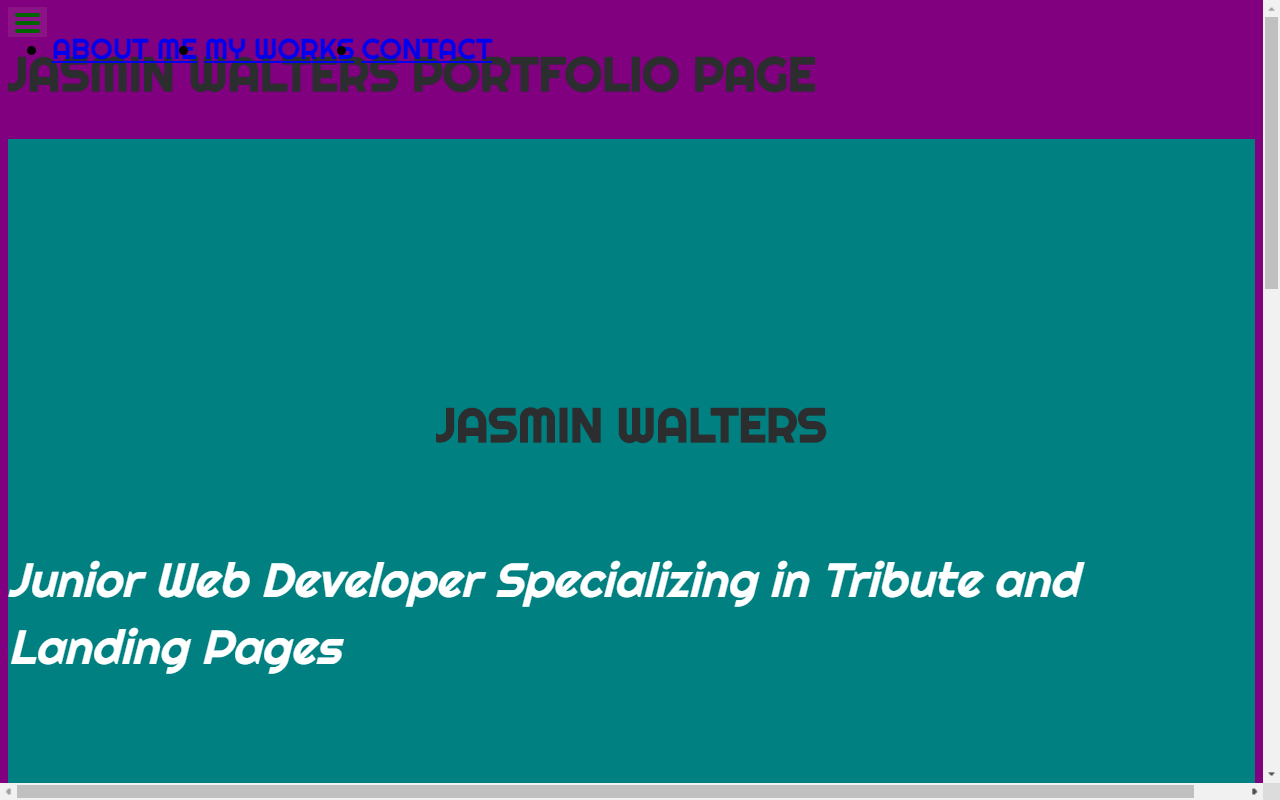 ABOUT ME MY WORKS CONTACT
JASMIN WALTERS PORTFOLIO PAGE
JASMIN WALTERS
Junior Web Developer Specializing in Tribute and
Landing Pages